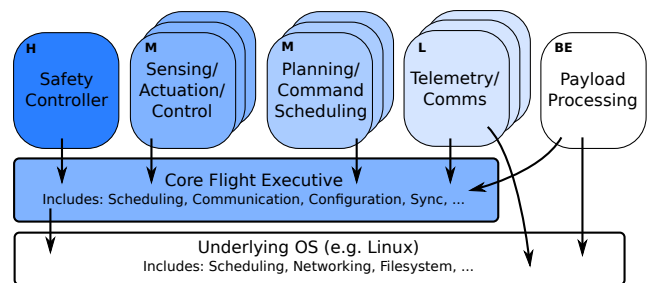 H
Safety
Controller
M
Sensing/
Actuation/
Control
M
Planning/
Command
Scheduling
L
Telemetry/
Comms
BE
Payload
Processing
Core Flight Executive
Includes: Scheduling, Communication, Configuration, Sync, ...
Underlying OS (e.g. Linux)
Includes: Scheduling, Networking, Filesystem, ...